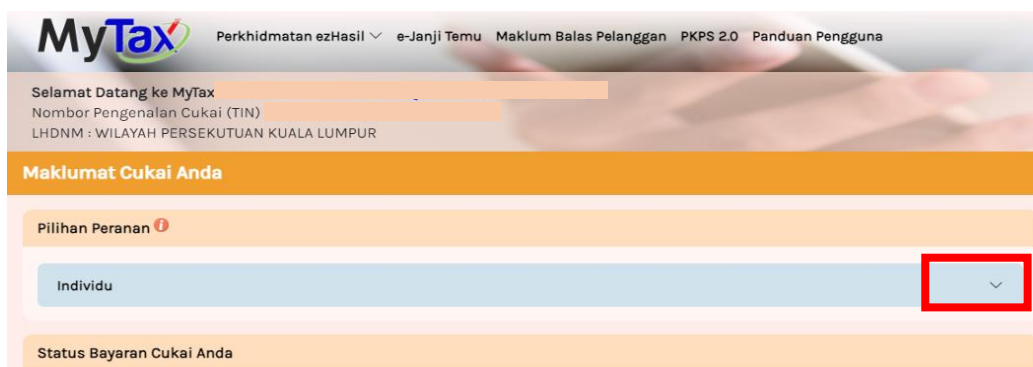 MyTax
Perkhidmatan ezHasil e-Janji Temu Maklum Balas Pelanggan PKPS 2.0 Panduan Pengguna
Selamat Datang ke MyTax
Nombor Pengenalan Cukai (TIN)
LHDNM : WILAYAH PERSEKUTUAN KUALA LUMPUR
Maklumat Cukai Anda
Pilihan Peranan
Individu
Status Bayaran Cukai Anda